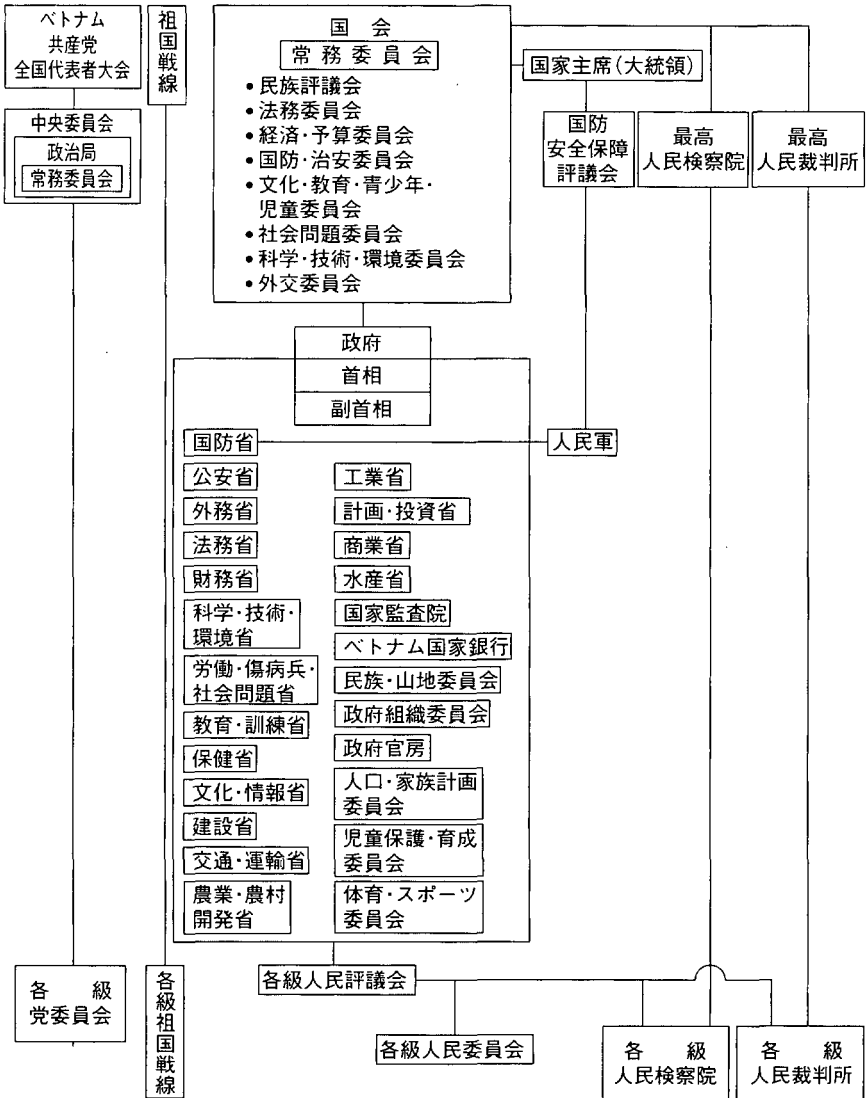 ベトナム
共産党
全国代表者大会
中央委員会
政治局
常務委員会
祖国戦線
国会
常務委員会
•民族評議会
•法務委員会
•経済·予算委員会
•国防·治安委員会
•文化·教育·青少年·
児童委員会
•社会問題委員会
•科学·技術·環境委員会
•外交委員会
国家主席(大統領)
国防
安全保障
評議会
最高
人民検察院
最高
人民裁判所
政府
首相
副首相
国防省
人民軍
公安省
外務省
法務省
財務省
科学·技術·
環境省
労働·傷病兵·
社会問題省
教育·訓練省
保健省
文化·情報省
建設省
交通·運輸省
農業·農村
開発省
工業省
計画·投資省
商業省
水産省
国家監査院
ベトナム国家銀行
民族·山地委員会
政府組織委員会
政府官房
人口·家族計画
委員会
児童保護·育成
委員会
体育·スポーツ
委員会
各級
党委員会
各級祖国戦線
各級人民評議会
各級人民委員会
各級
人民検察院
各級
人民裁判所